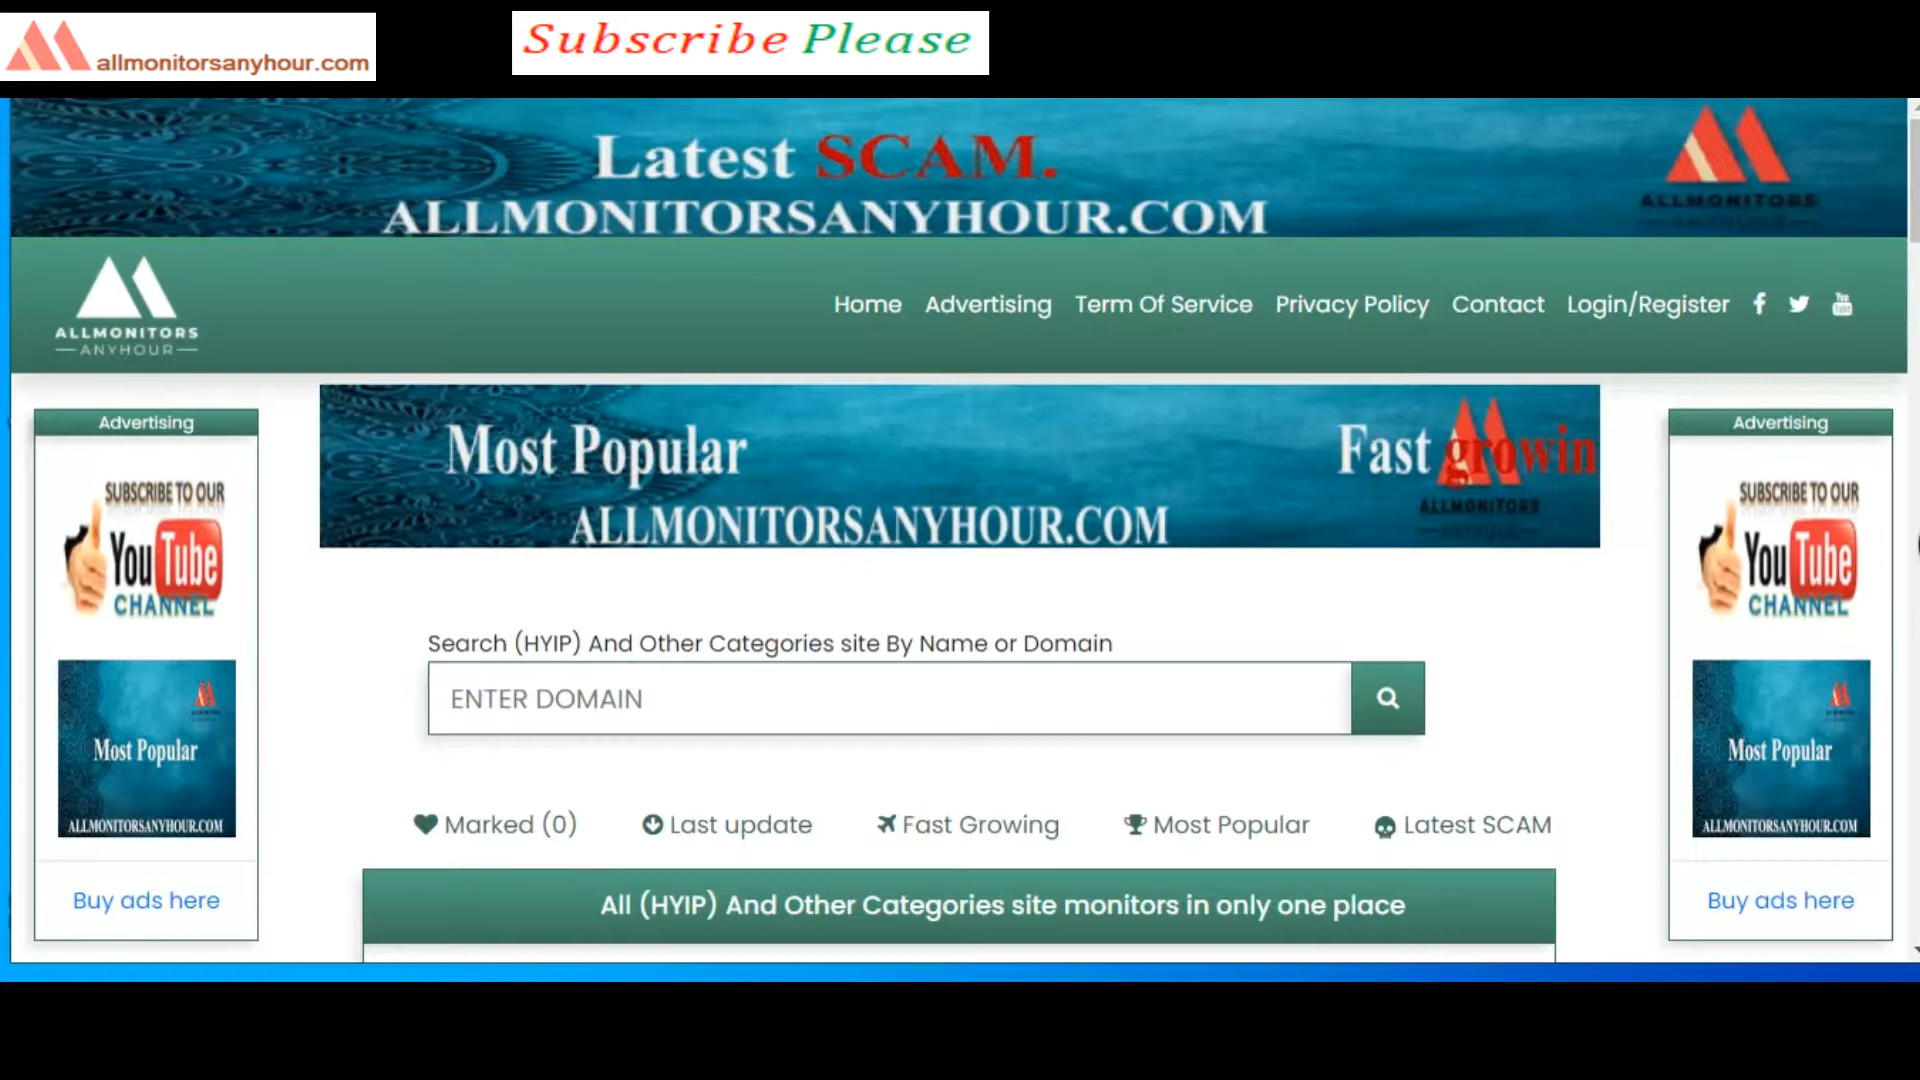 allmonitorsanyhour.com
Subscribe Please
Latest SCAM.
ALLMONITORSANYHOUR.COM
ALLMONITORS
ALLMONITORS
ANYHOUR
Home Advertising Term Of Service Privacy Policy Contact Login/Register
Advertising
SUBSCRIBE TO OUR
YouTube
CHANNEL
Most Popular
ALLMONITORSANYHOUR.COM
Buy ads here
Most Popular
Fast growin
ALLMONITORSANYHOUR.COM
ALLMONITORS
Search (HYIP) And Other Categories site By Name or Domain
ENTER DOMAIN
Marked (0) Last update Fast Growing Most Popular Latest SCAM
All (HYIP) And Other Categories site monitors in only one place
Advertising
SUBSCRIBE TO OUR
YouTube
CHANNEL
Most Popular
ALLMONITORSANYHOUR.COM
Buy ads here